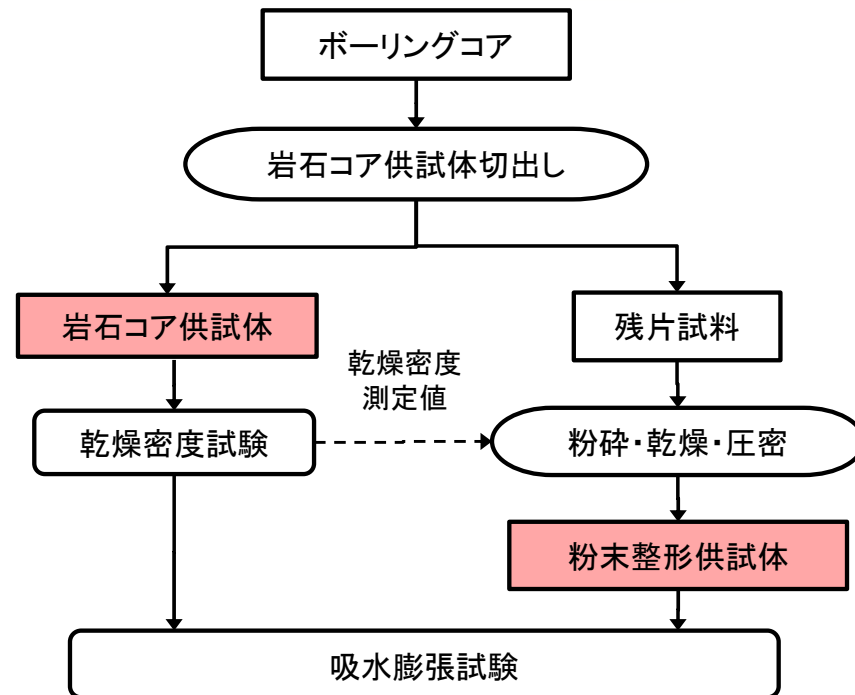 ボーリングコア
岩石コア供試体切出し
岩石コア供試体
残片試料
乾燥密度
測定値
乾燥密度試験
粉砕・乾燥・圧密
粉末整形供試体
吸水膨張試験